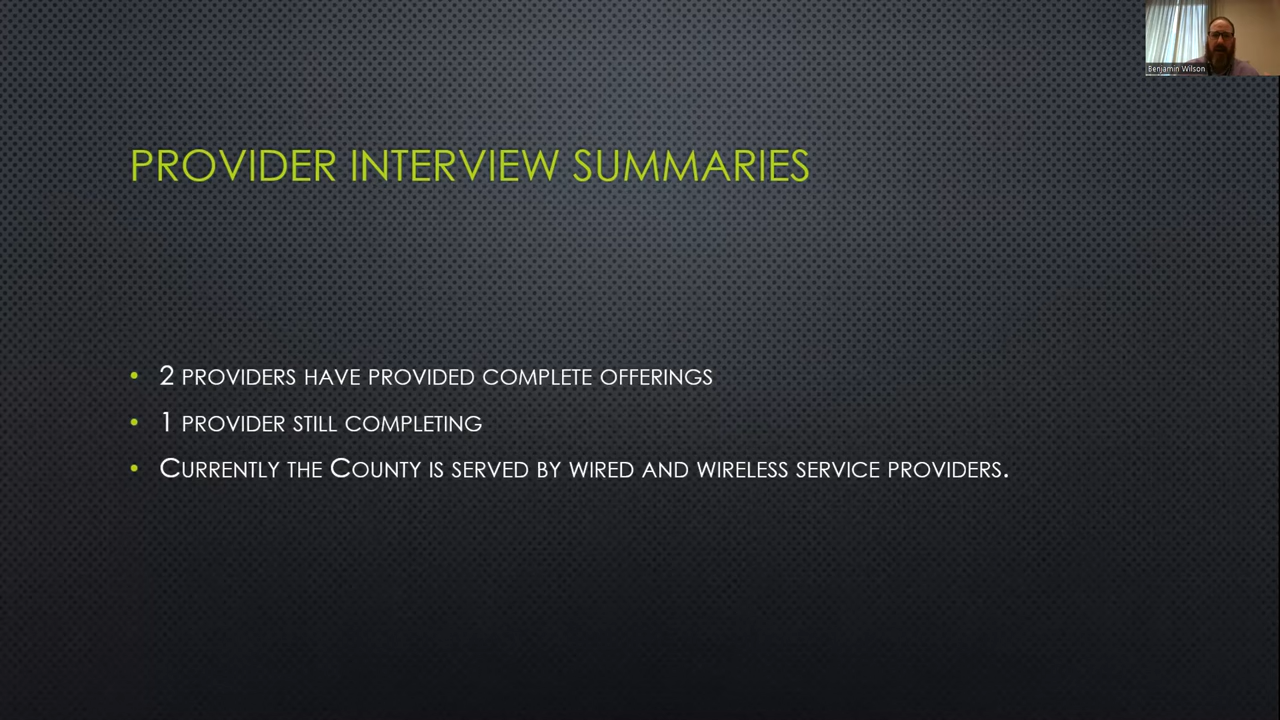 Benjamin Wilson
PROVIDER INTERVIEW SUMMARIES
• 2 PROVIDERS HAVE PROVIDED COMPLETE OFFERINGS
• 1 PROVIDER STILL COMPLETING
• CURRENTLY THE COUNTY IS SERVED BY WIRED AND WIRELESS SERVICE PROVIDERS.